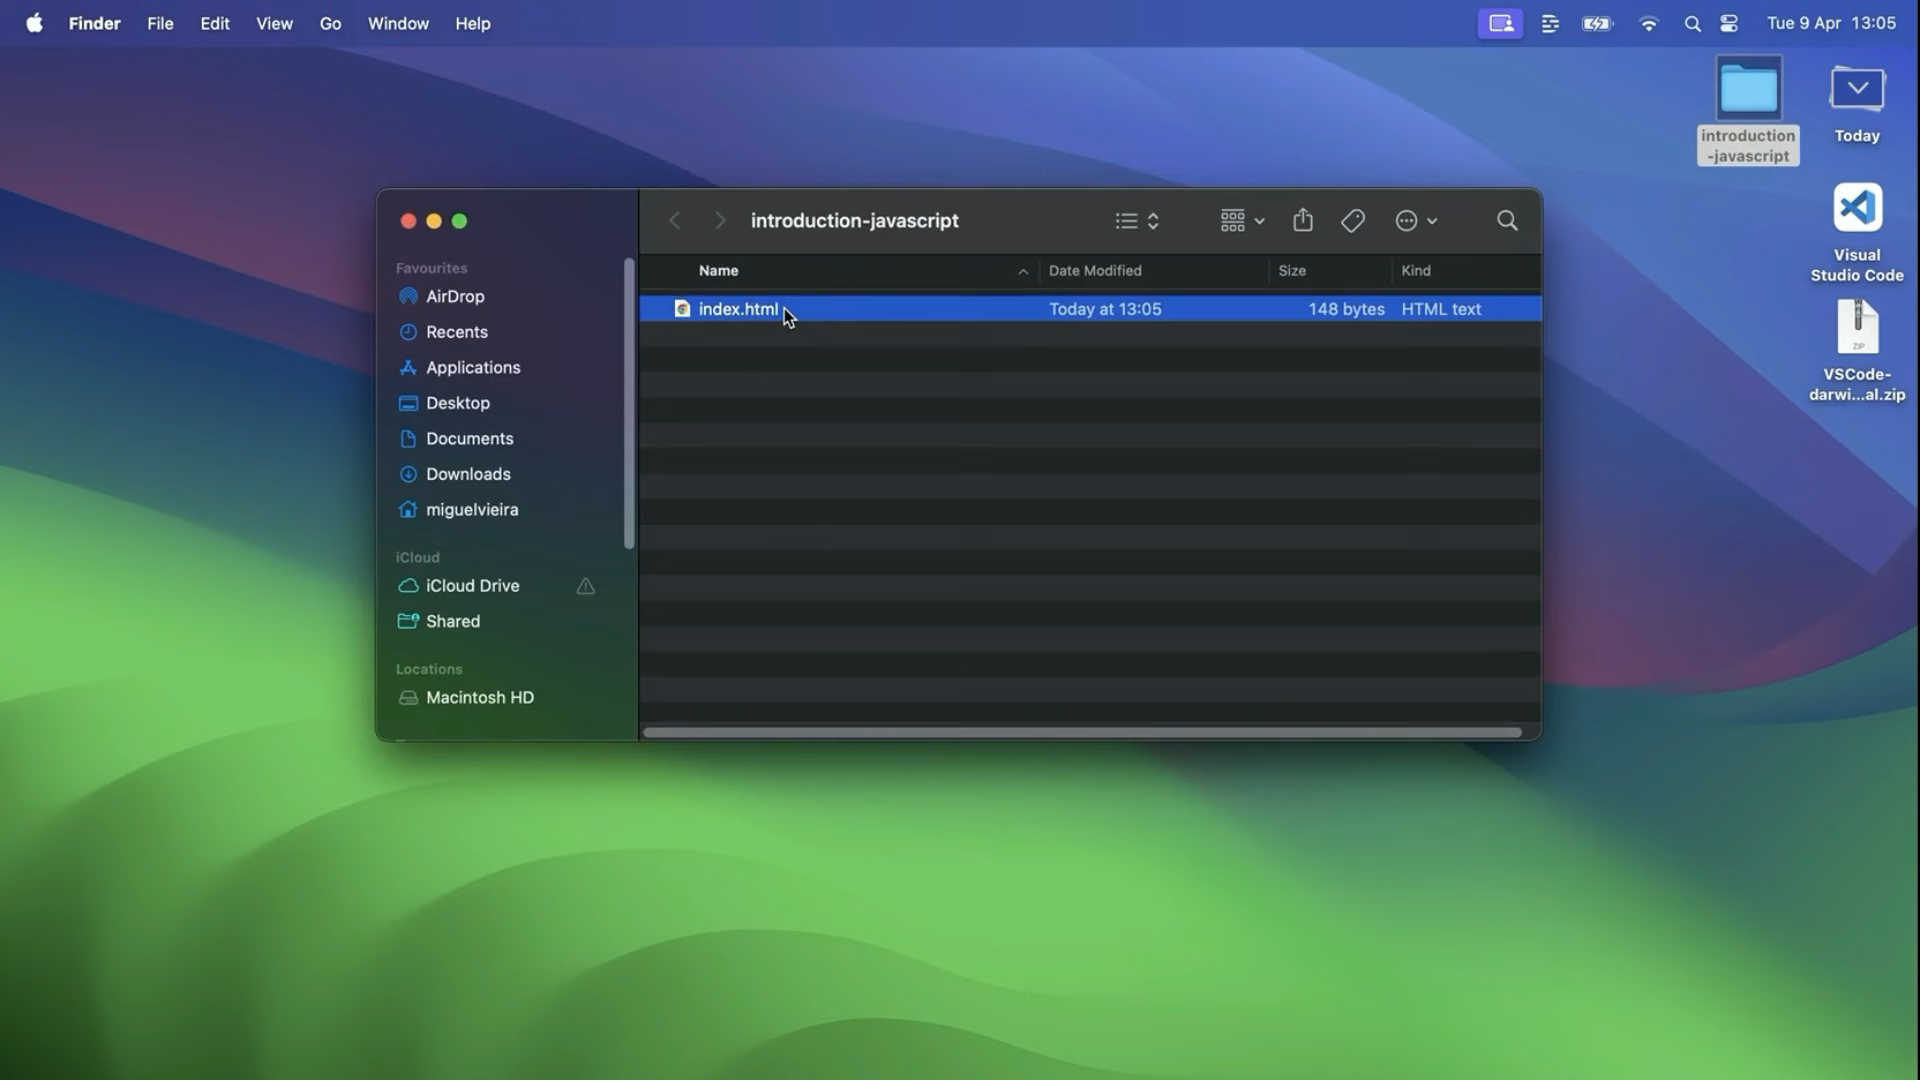 Finder File Edit View Go Window Help Tue 9 Apr 13:05
introduction
-javascript
Today
Visual
Studio Code
ZIP
VSCode-
darwi...al.zip
introduction-javascript
Favourites
AirDrop
Recents
Applications
Desktop
Documents
Downloads
miguelvieira
iCloud
iCloud Drive
Shared
Locations
Macintosh HD
Name Date Modified Size Kind
index.html Today at 13:05 148 bytes HTML text